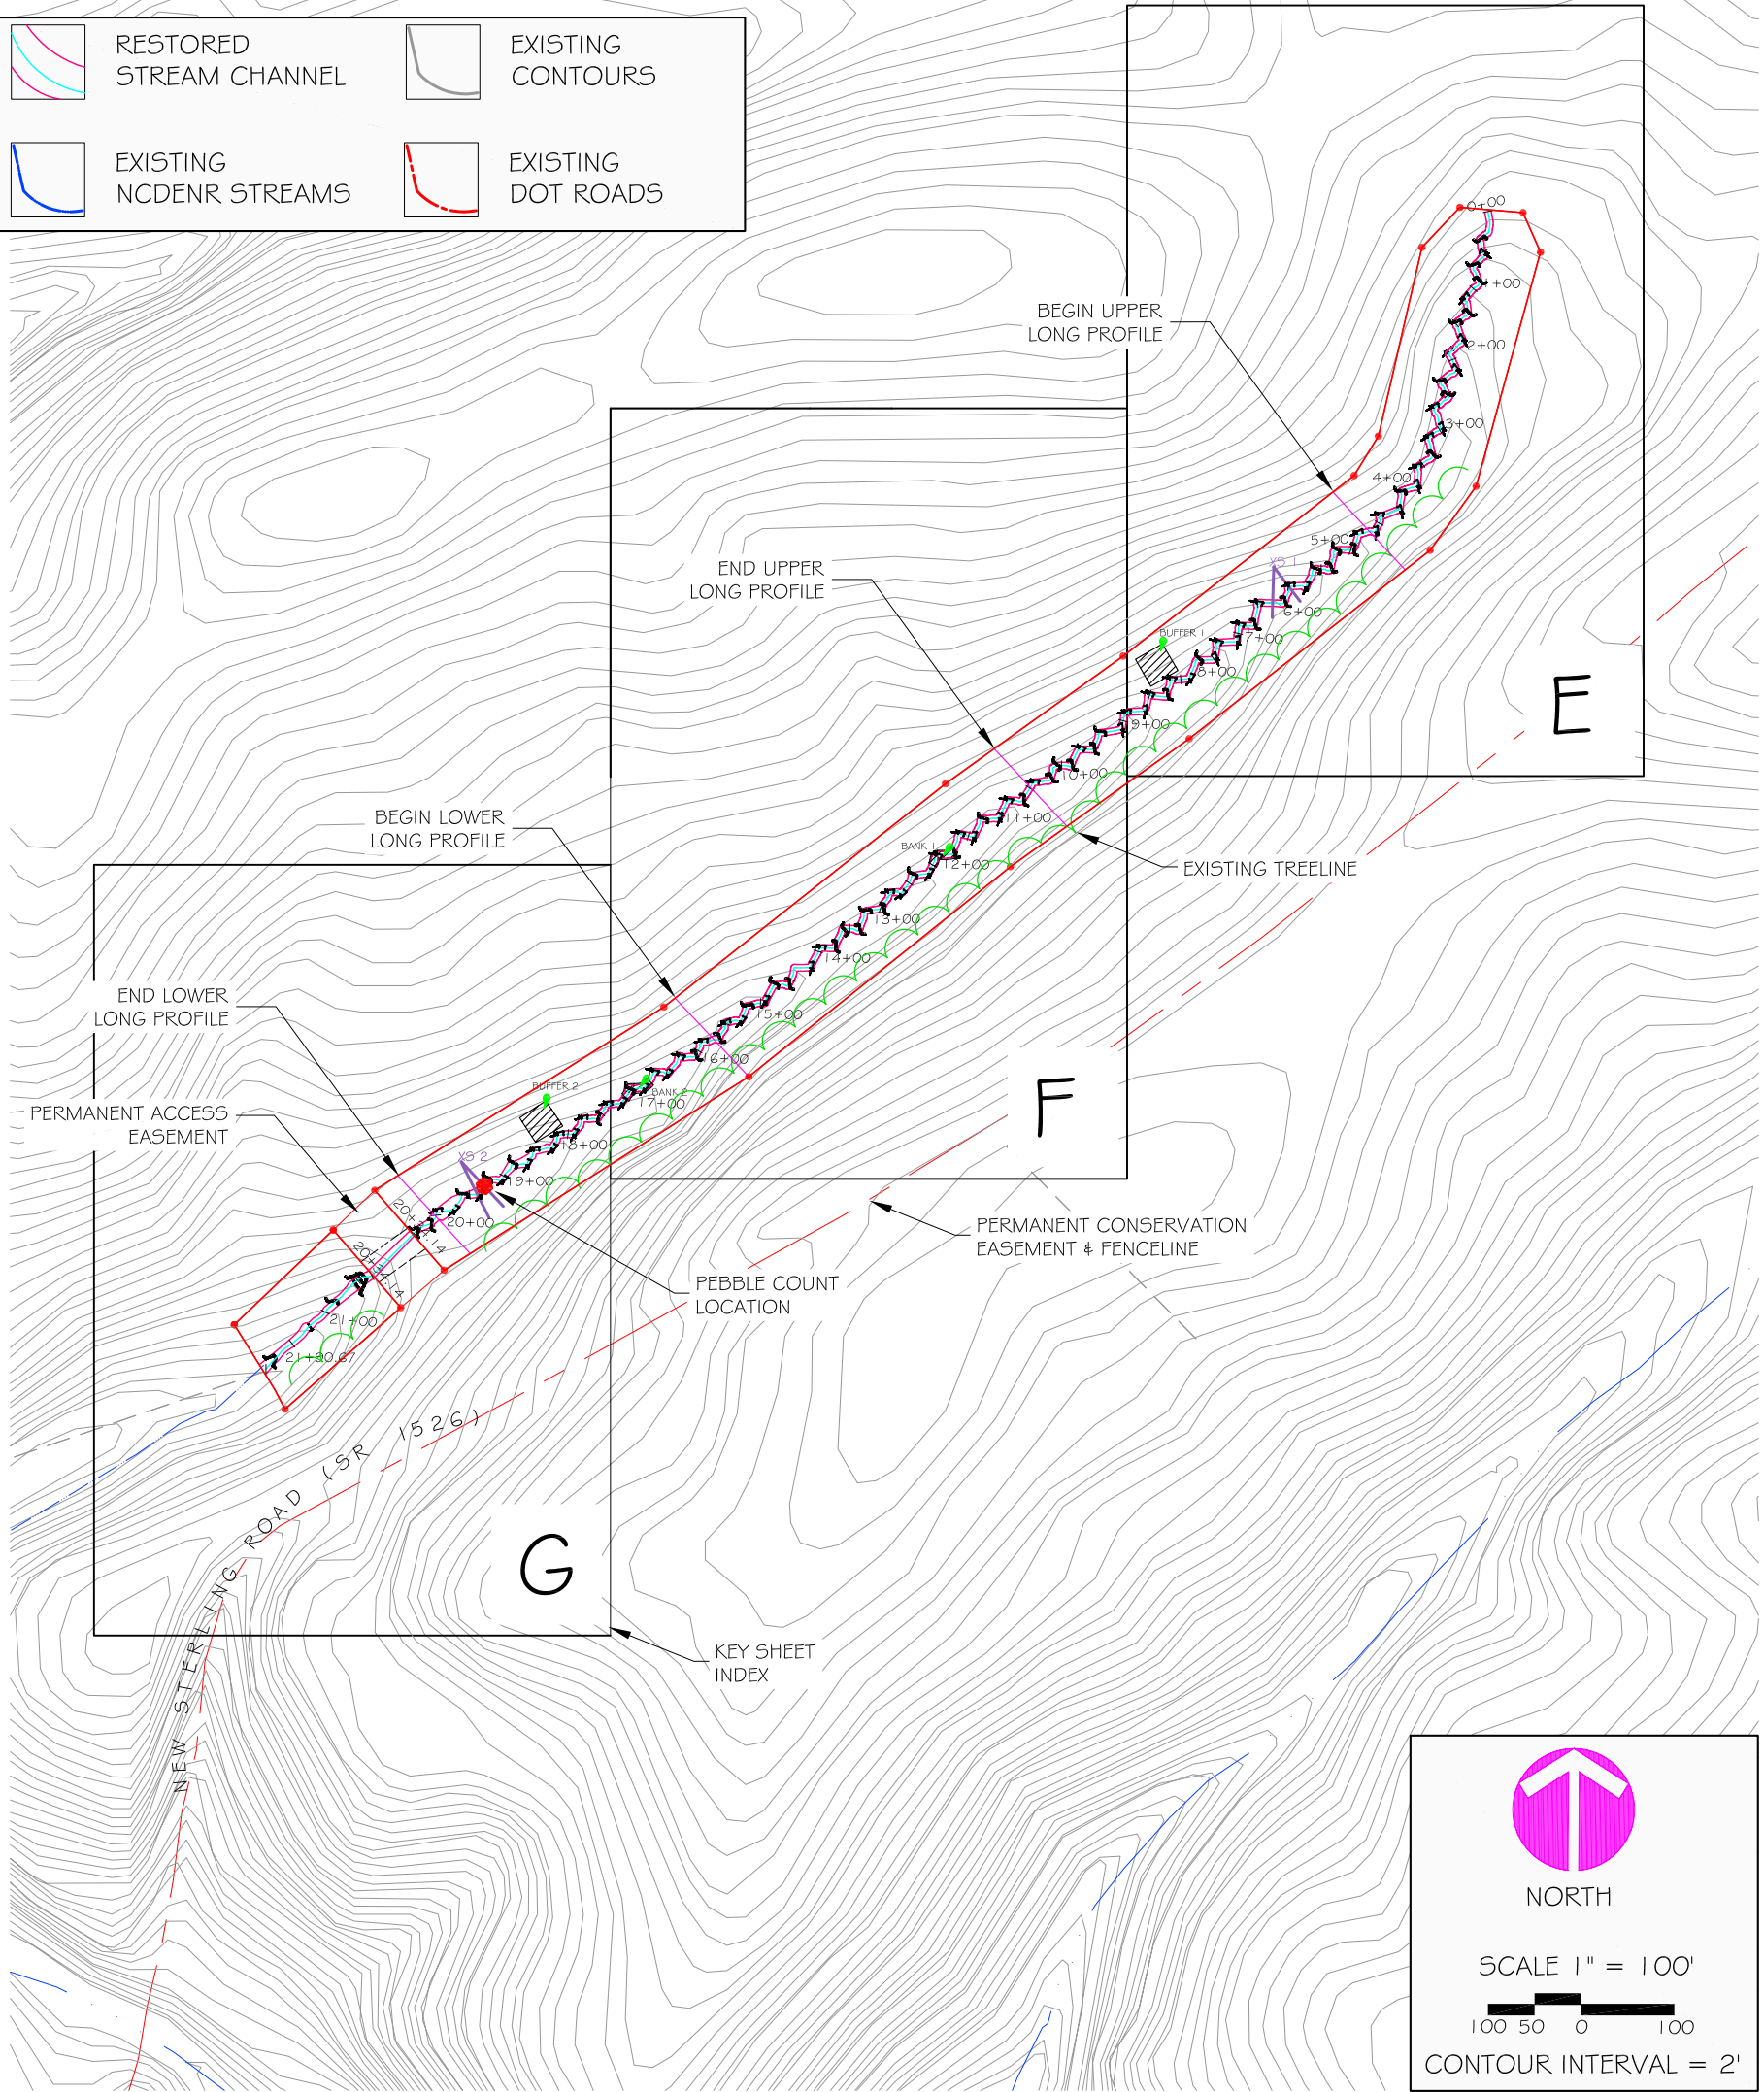 RESTORED
STREAM CHANNEL
EXISTING
CONTOURS
EXISTING
NCDENR STREAMS
EXISTING
DOT ROADS
0+00
+00
2+00
3+00
4+00
5+00
BEGIN UPPER
LONG PROFILE
XS 1
6+00
7+00
BUFFER 1
8+00
9+00
E
END UPPER
LONG PROFILE
10+00
11+00
BANK 1
12+00
EXISTING TREELINE
13+00
14+00
BEGIN LOWER
LONG PROFILE
15+00
16+00
END LOWER
LONG PROFILE
BUFFER 2
BANK 2
17+00
F
PERMANENT ACCESS
EASEMENT
18+00
XS 2
19+00
20+00
PERMANENT CONSERVATION
EASEMENT & FENCELINE
PEBBLE COUNT
LOCATION
21+00
NEW STERLING ROAD (SR 1526)
G
KEY SHEET
INDEX
NORTH
SCALE 1" = 100'
100 50 0 100
CONTOUR INTERVAL = 2'